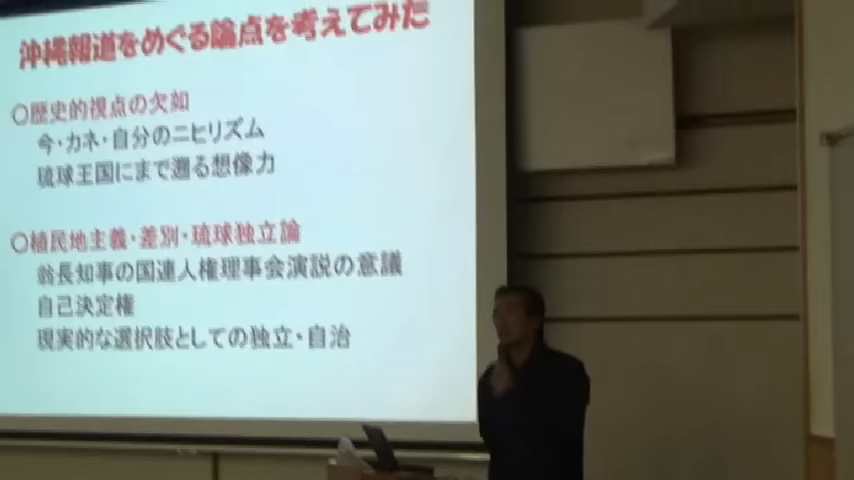 沖縄報道をめぐる論点を考えてみた
〇歴史的視点の欠如
今・カネ・自分のニヒリズム
琉球王国にまで遡る想像力
〇植民地主義・差別・琉球独立論
翁長知事の国連人権理事会演説の意議
自己決定権
現実的な選択肢としての独立・自治